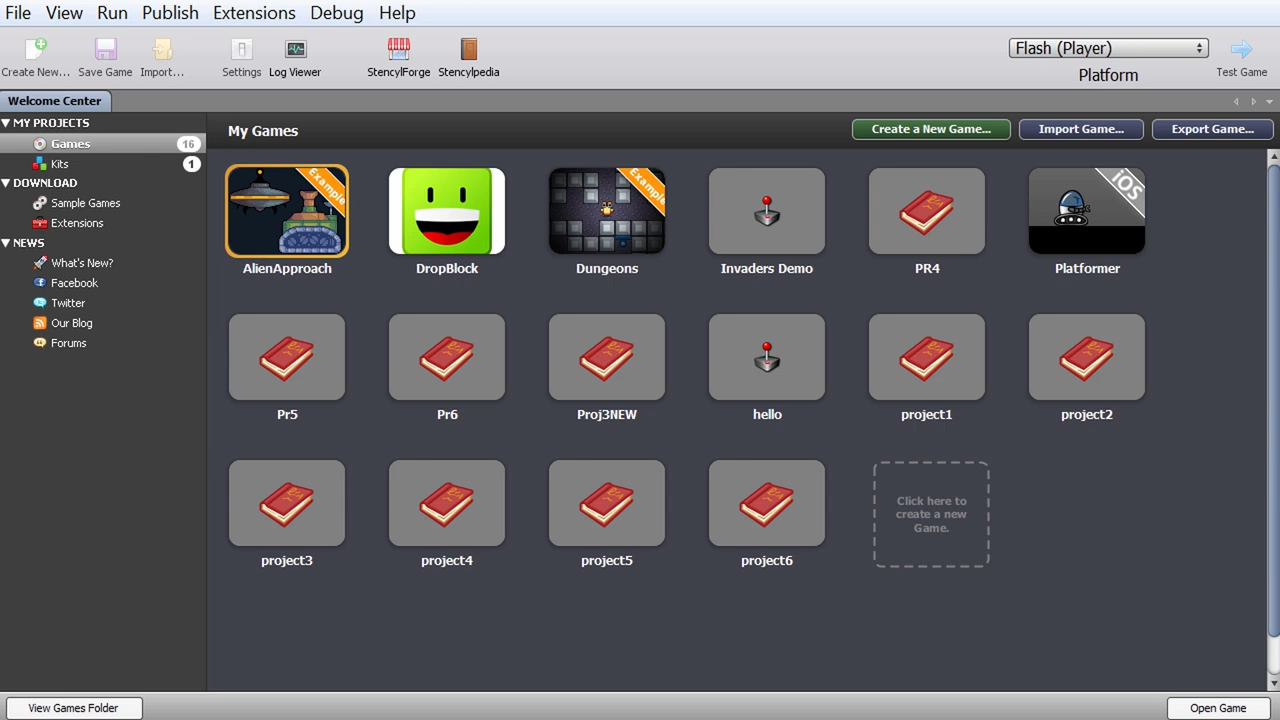 File View Run Publish Extensions Debug Help
Create New... Save Game Import... Settings Log Viewer StencylForge Stencylpedia Flash (Player) Test Game
Platform
Welcome Center
MY PROJECTS
Games 16
Kits 1
DOWNLOAD
Sample Games
Extensions
NEWS
What's New?
Facebook
Twitter
Our Blog
Forums
My Games Create a New Game... Import Game... Export Game...
Example Example iOS
AlienApproach DropBlock Dungeons Invaders Demo PR4 Platformer
Pr5 Pr6 Proj3NEW hello project1 project2
Click here to
create a new
Game.
project3 project4 project5 project6
View Games Folder Open Game